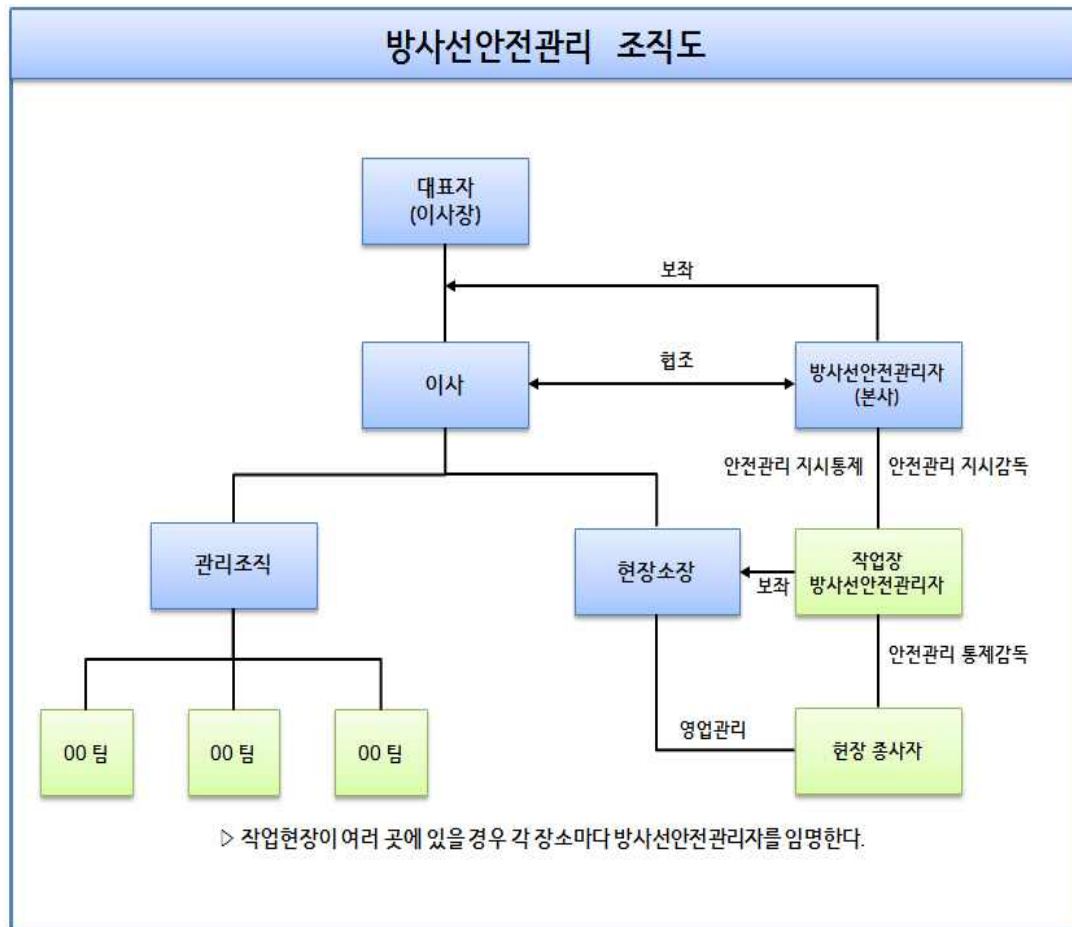 방사선안전관리 조직도
대표자
(이사장)
보좌
이사
협조
방사선안전관리자
(본사)
안전관리 지시통제 안전관리 지시감독
관리조직
현장소장
보좌
작업장
방사선안전관리자
안전관리 통제감독
00 팀 00 팀 00 팀
영업관리
현장 종사자
▷ 작업현장이 여러 곳에 있을 경우 각 장소마다 방사선안전관리자를 임명한다.